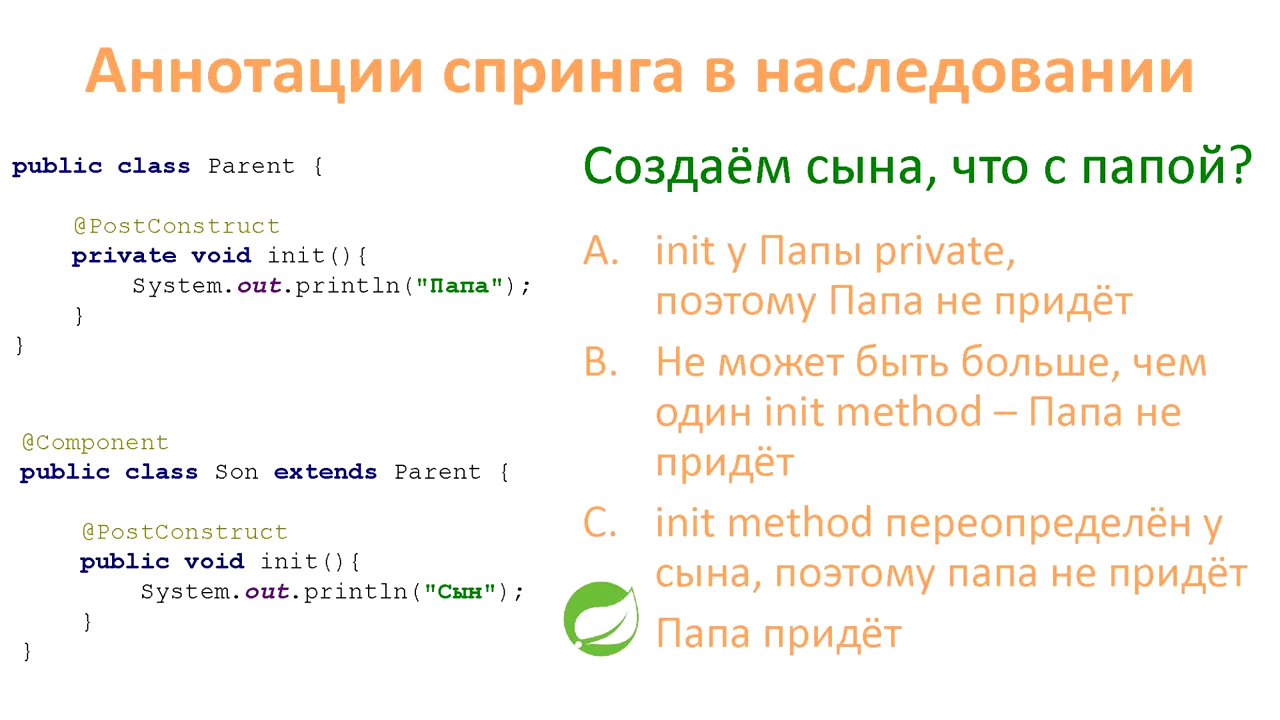 Аннотации спринга в наследовании
public class Parent {
@PostConstruct
private void init(){
System.out.println("Папа");
}
}
@Component
public class Son extends Parent {
@PostConstruct
public void init(){
System.out.println("Сын");
}
}
Создаём сына, что с папой?
A. init у Папы private,
поэтому Папа не придёт
B. Не может быть больше, чем
один init method – Папа не
придёт
C. init method переопределён у
сына, поэтому папа не придёт
Папа придёт